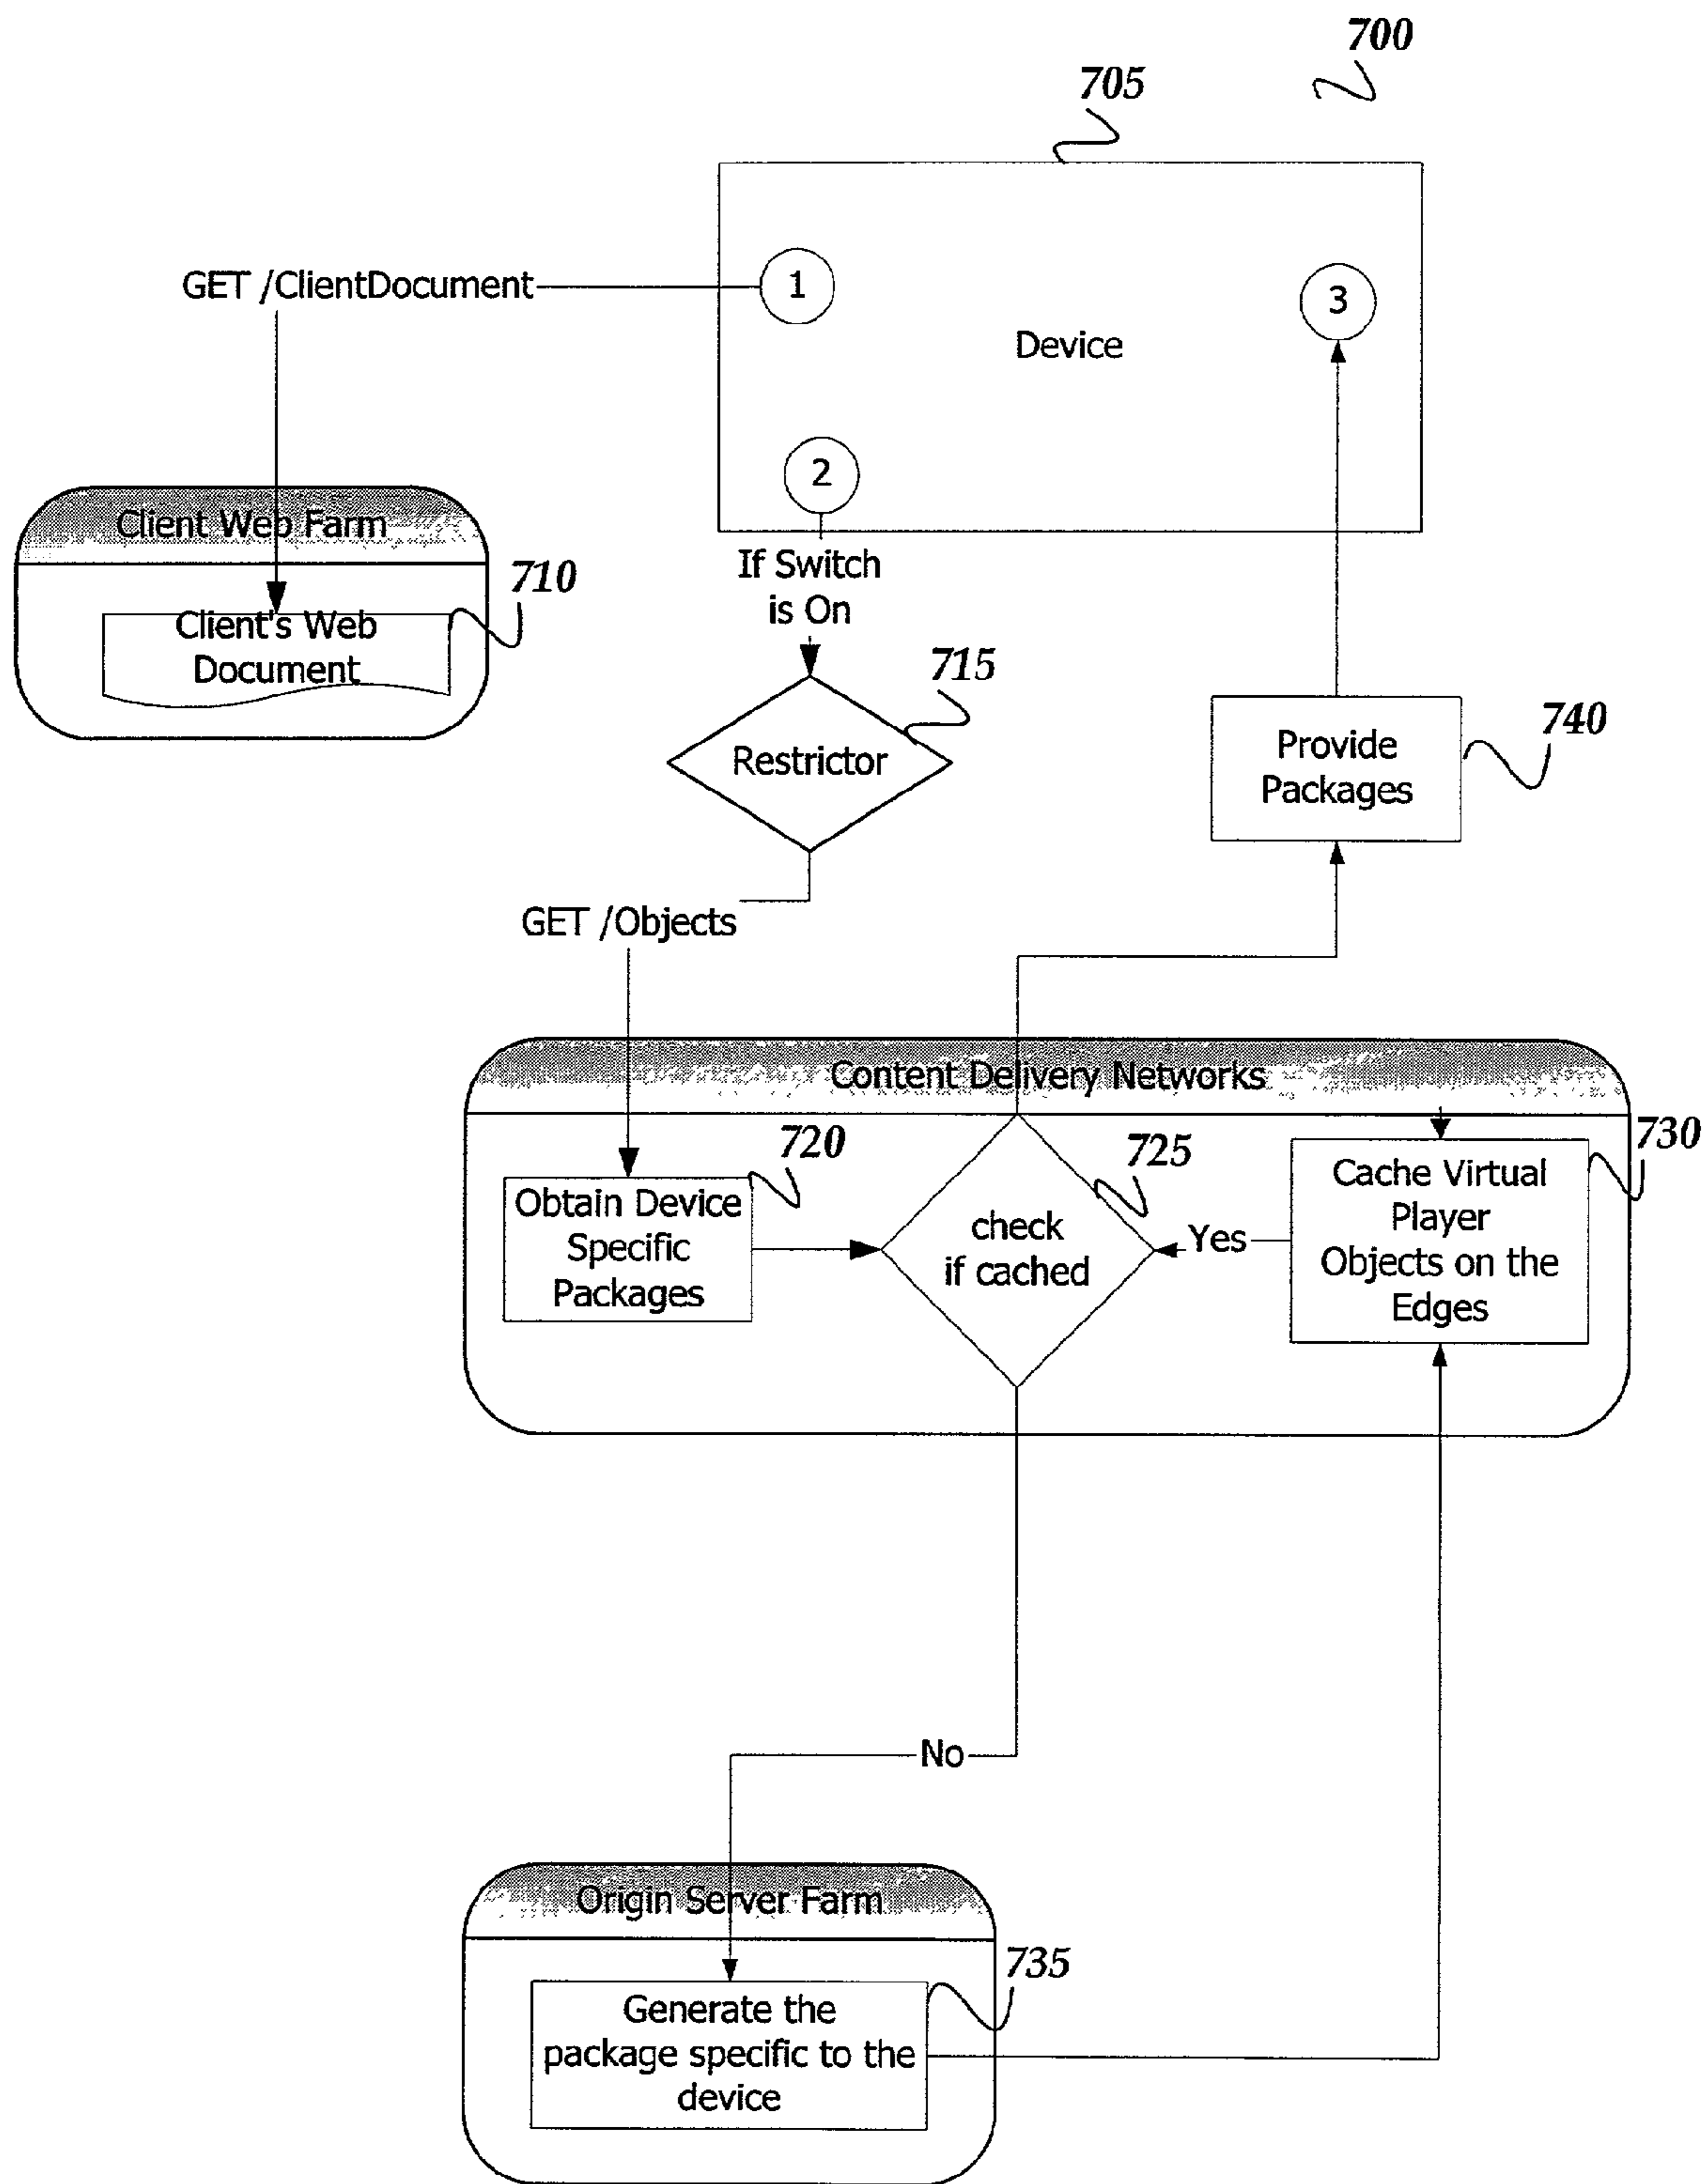 700
705
GET /ClientDocument
1
3
Device
2
Client Web Farm
If Switch
is On
710
Client's Web
Document
715
Restrictor
740
Provide
Packages
GET /Objects
Content Delivery Networks
720
725
730
Obtain Device
Specific
Packages
check
if cached
Yes
Cache Virtual
Player
Objects on the
Edges
No
Origin Server Farm
735
Generate the
package specific to the
device